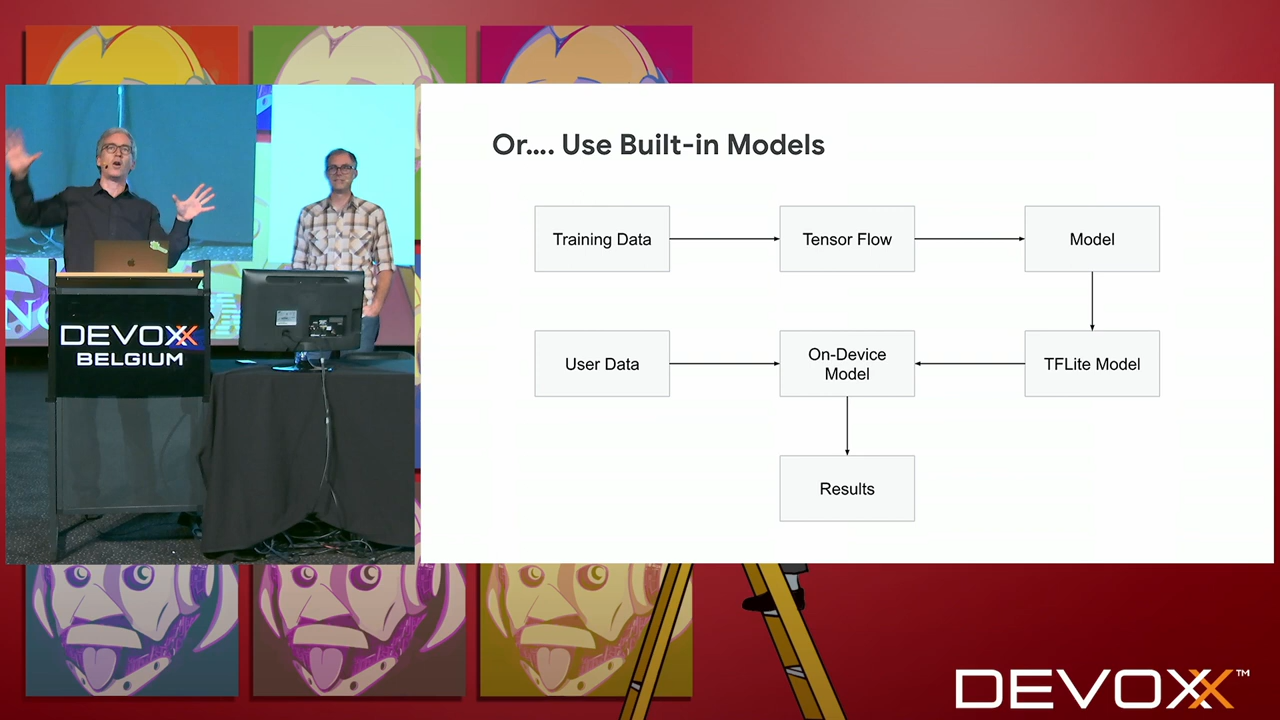 Or.... Use Built-in Models
Training Data
Tensor Flow
Model
User Data
On-Device
Model
TFLite Model
Results
DEVOXX
BELGIUM
DEVOXX™